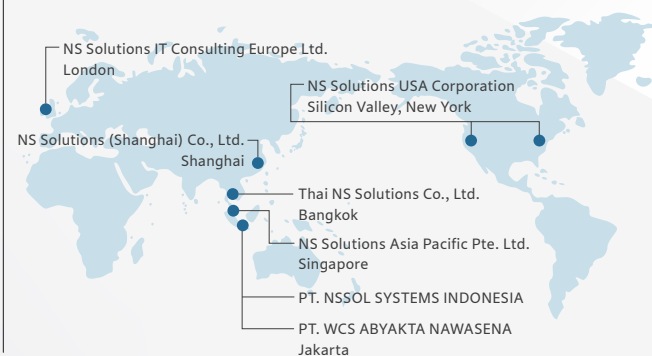 NS Solutions IT Consulting Europe Ltd.
London
NS Solutions USA Corporation
Silicon Valley, New York
NS Solutions (Shanghai) Co., Ltd.
Shanghai
Thai NS Solutions Co., Ltd.
Bangkok
NS Solutions Asia Pacific Pte. Ltd.
Singapore
PT. NSSOL SYSTEMS INDONESIA
PT. WCS ABYAKTA NAWASENA
Jakarta